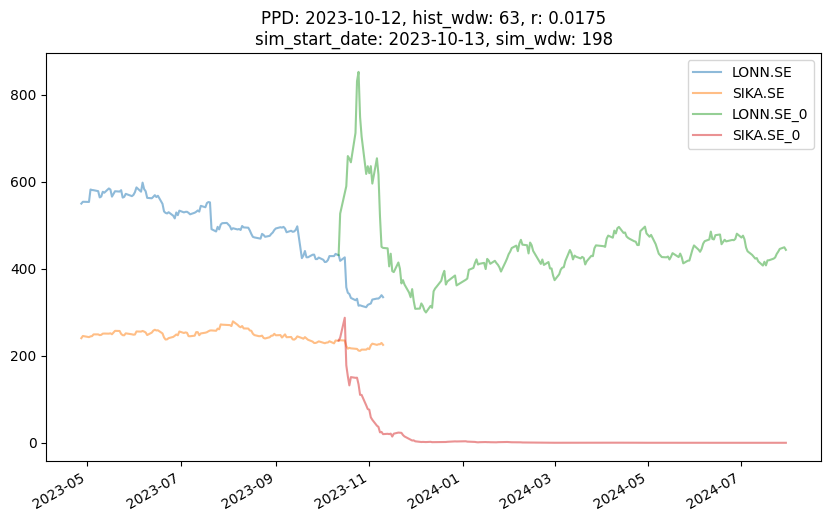 PPD: 2023-10-12, hist_wdw: 63, r: 0.0175
sim_start_date: 2023-10-13, sim_wdw: 198
LONN.SE
SIKA.SE
LONN.SE_0
SIKA.SE_0
800
600
400
200
0
2023-05
2023-07
2023-09
2023-11
2024-01
2024-03
2024-05
2024-07